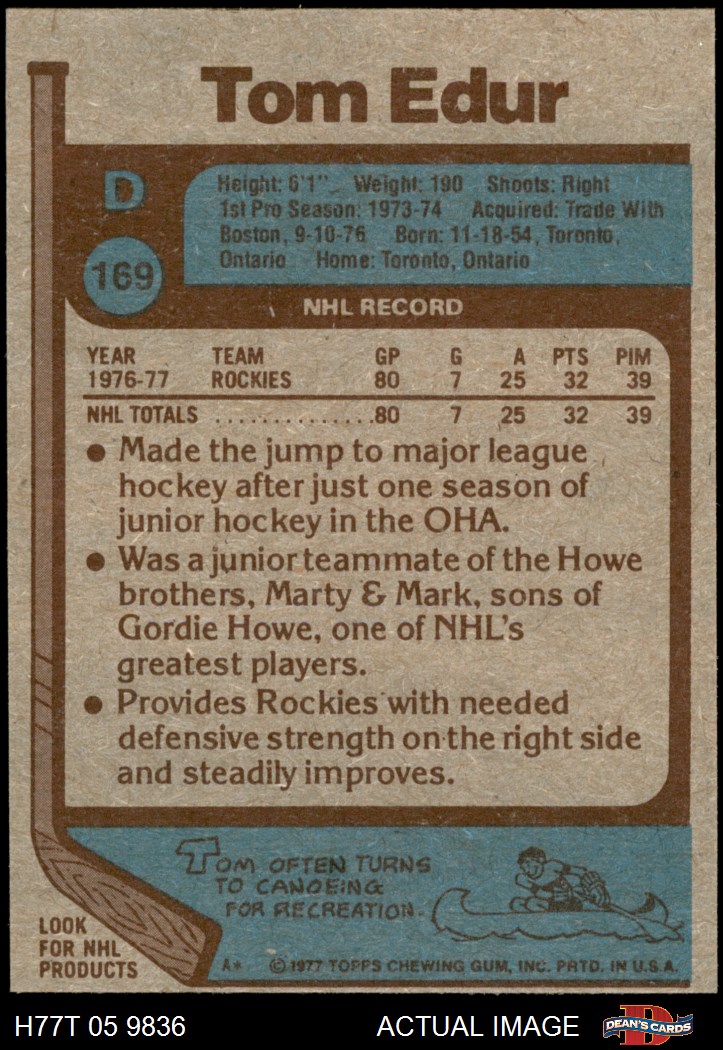 Tom Edur
D
169
Height: 6'1" Weight: 190 Shoots: Right
1st Pro Season: 1973-74 Acquired: Trade With
Boston, 9-10-76 Born: 11-18-54, Toronto,
Ontario Home: Toronto, Ontario
NHL RECORD
YEAR TEAM GP G A PTS PIM
1976-77 ROCKIES 80 7 25 32 39
NHL TOTALS ..............80 7 25 32 39
● Made the jump to major league
hockey after just one season of
junior hockey in the OHA.
● Was a junior teammate of the Howe
brothers, Marty & Mark, sons of
Gordie Howe, one of NHL's
greatest players.
● Provides Rockies with needed
defensive strength on the right side
and steadily improves.
TOM OFTEN TURNS
TO CANOEING
FOR RECREATION.
LOOK
FOR NHL
PRODUCTS
A* © 1977 TOPPS CHEWING GUM, INC. PRTD. IN U.S.A.
H77T 05 9836 ACTUAL IMAGE D DEAN'S CARDS